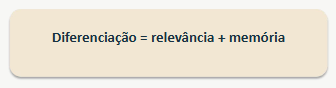 Diferenciação = relevância + memória